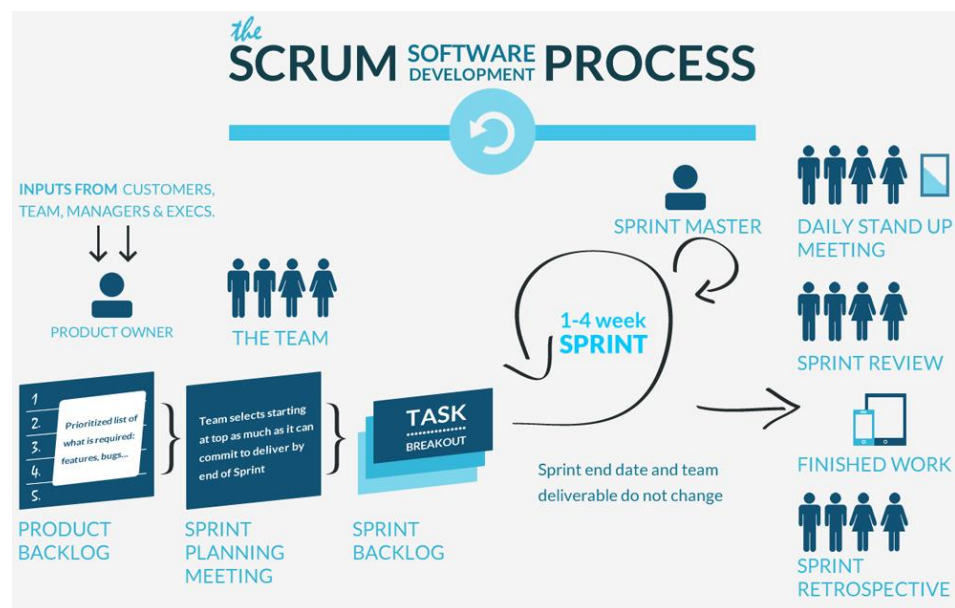 the
SCRUM SOFTWARE DEVELOPMENT PROCESS
INPUTS FROM CUSTOMERS,
TEAM, MANAGERS & EXECS.
PRODUCT OWNER
THE TEAM
1
2.
3.
4.
5.
Prioritized list of
what is required:
features, bugs...
PRODUCT
BACKLOG
Team selects starting
at top as much as it can
commit to deliver by
end of Sprint
SPRINT
PLANNING
MEETING
TASK
BREAKOUT
SPRINT
BACKLOG
1-4 week
SPRINT
SPRINT MASTER
Sprint end date and team
deliverable do not change
DAILY STAND UP
MEETING
SPRINT REVIEW
FINISHED WORK
SPRINT
RETROSPECTIVE